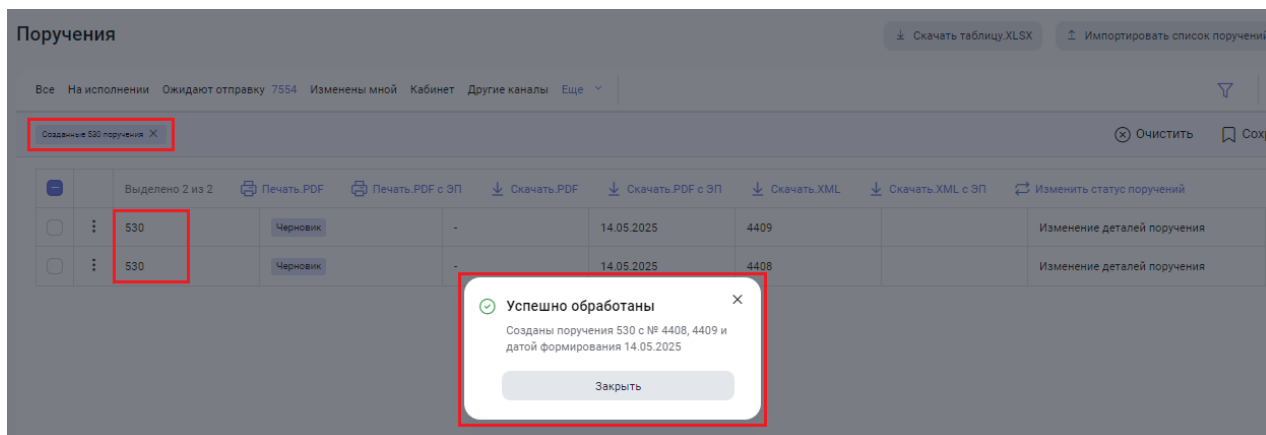 Поручения
Скачать таблицу.XLSX
Импортировать список поручений
Все На исполнении Ожидают отправку 7554 Изменены мной Кабинет Другие каналы Еще
Созданные 530 поручения
Очистить
Выделено 2 из 2 Печать.PDF Печать.PDF с ЭП Скачать.PDF Скачать.PDF с ЭП Скачать.XML Скачать.XML с ЭП Изменить статус поручений
530 Черновик - 14.05.2025 4409 Изменение деталей поручения
530 Черновик - 14.05.2025 4408 Изменение деталей поручения
Успешно обработаны
Созданы поручения 530 с № 4408, 4409 и
датой формирования 14.05.2025
Закрыть